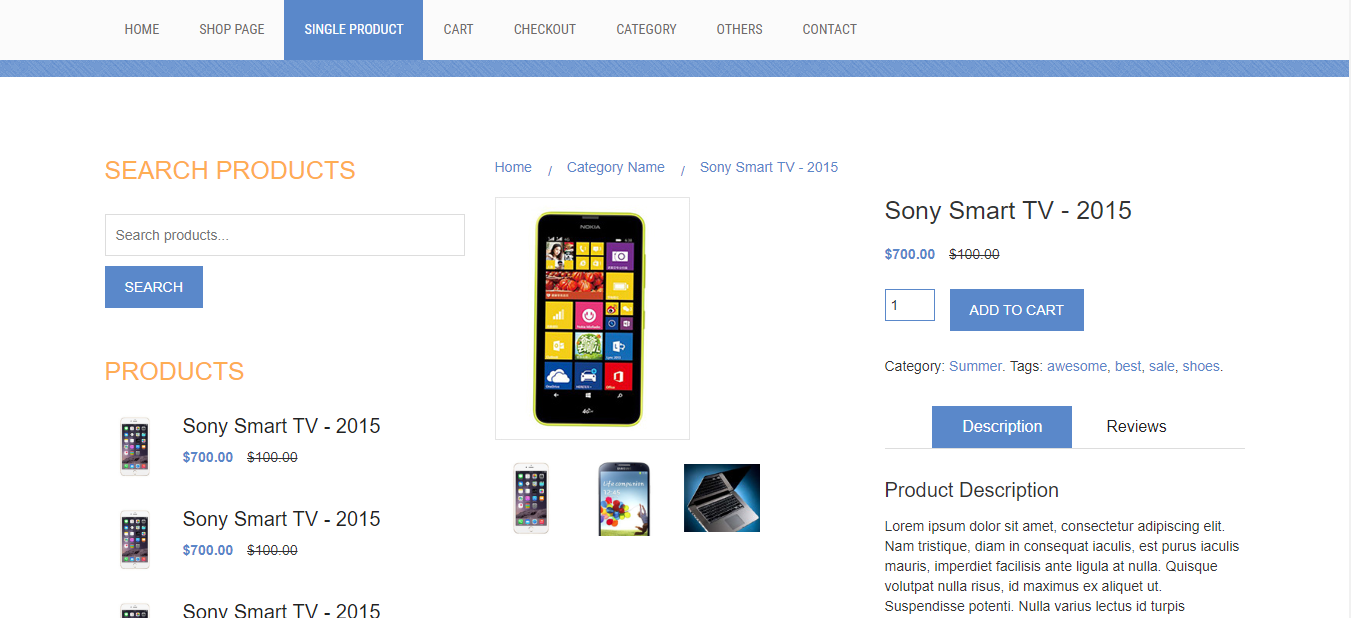 HOME SHOP PAGE SINGLE PRODUCT CART CHECKOUT CATEGORY OTHERS CONTACT
SEARCH PRODUCTS
Search products...
SEARCH
PRODUCTS
Sony Smart TV - 2015
$700.00 $100.00
Sony Smart TV - 2015
$700.00 $100.00
Sony Smart TV - 2015
Home / Category Name / Sony Smart TV - 2015
NOKIA
Life companion
Sony Smart TV - 2015
$700.00 $100.00
1
ADD TO CART
Category: Summer. Tags: awesome, best, sale, shoes.
Description Reviews
Product Description
Lorem ipsum dolor sit amet, consectetur adipiscing elit.
Nam tristique, diam in consequat iaculis, est purus iaculis
mauris, imperdiet facilisis ante ligula at nulla. Quisque
volutpat nulla risus, id maximus ex aliquet ut.
Suspendisse potenti. Nulla varius lectus id turpis